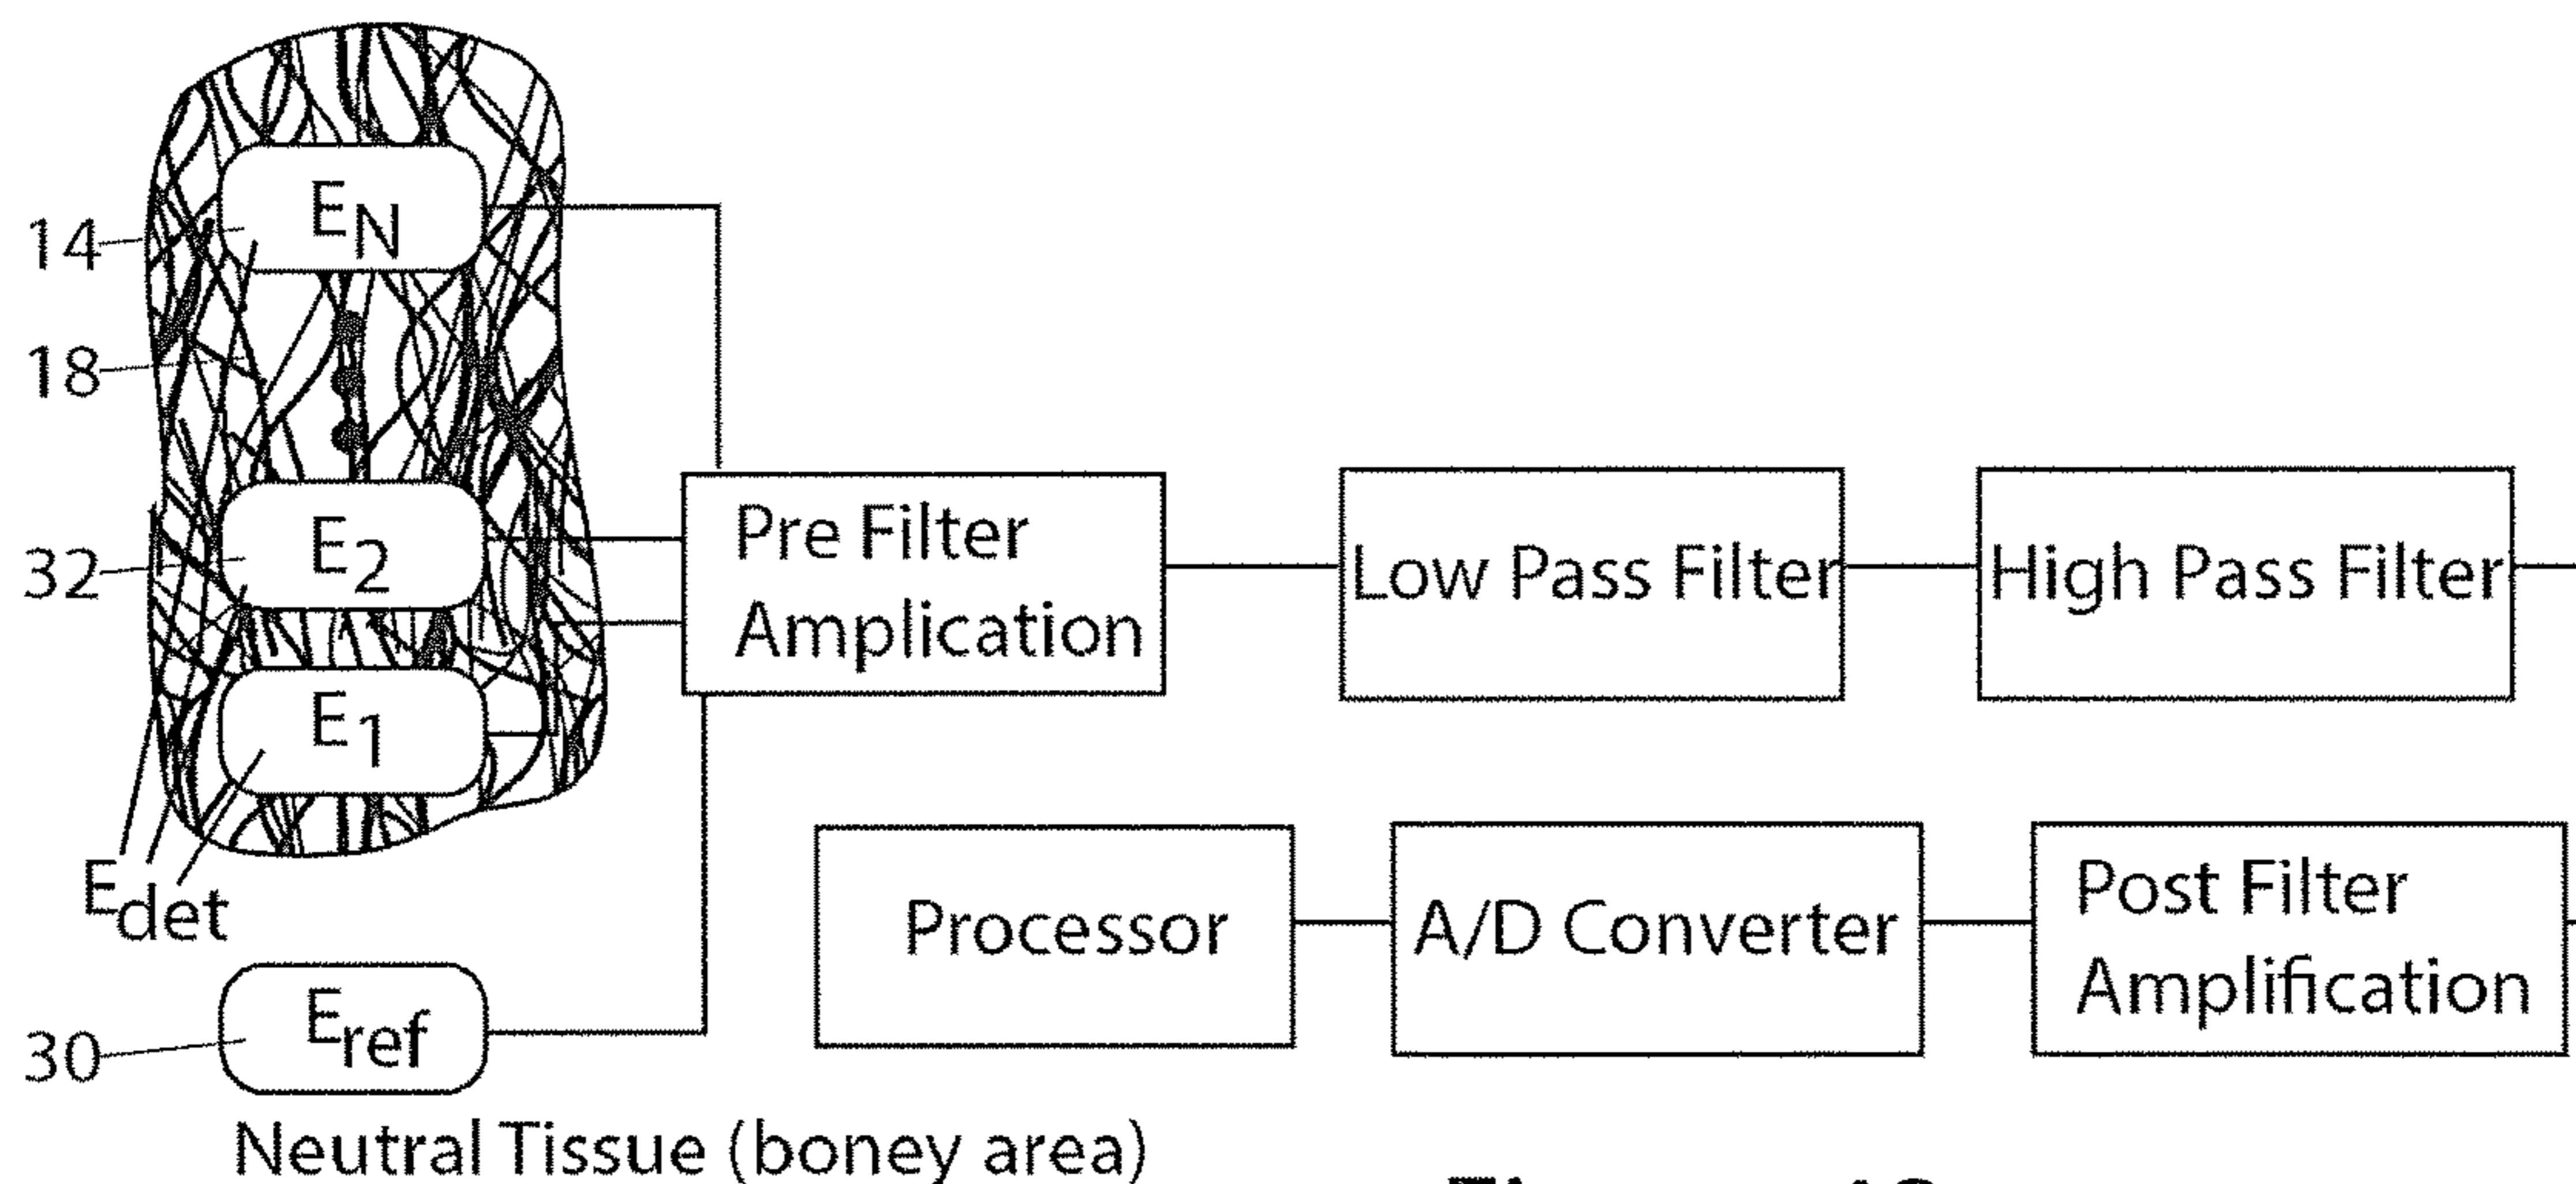 14
E_N
18
32
E_2
E_1
E_det
30
E_ref
Neutral Tissue (boney area)
Pre Filter
Amplication
Low Pass Filter
High Pass Filter
Processor
A/D Converter
Post Filter
Amplification